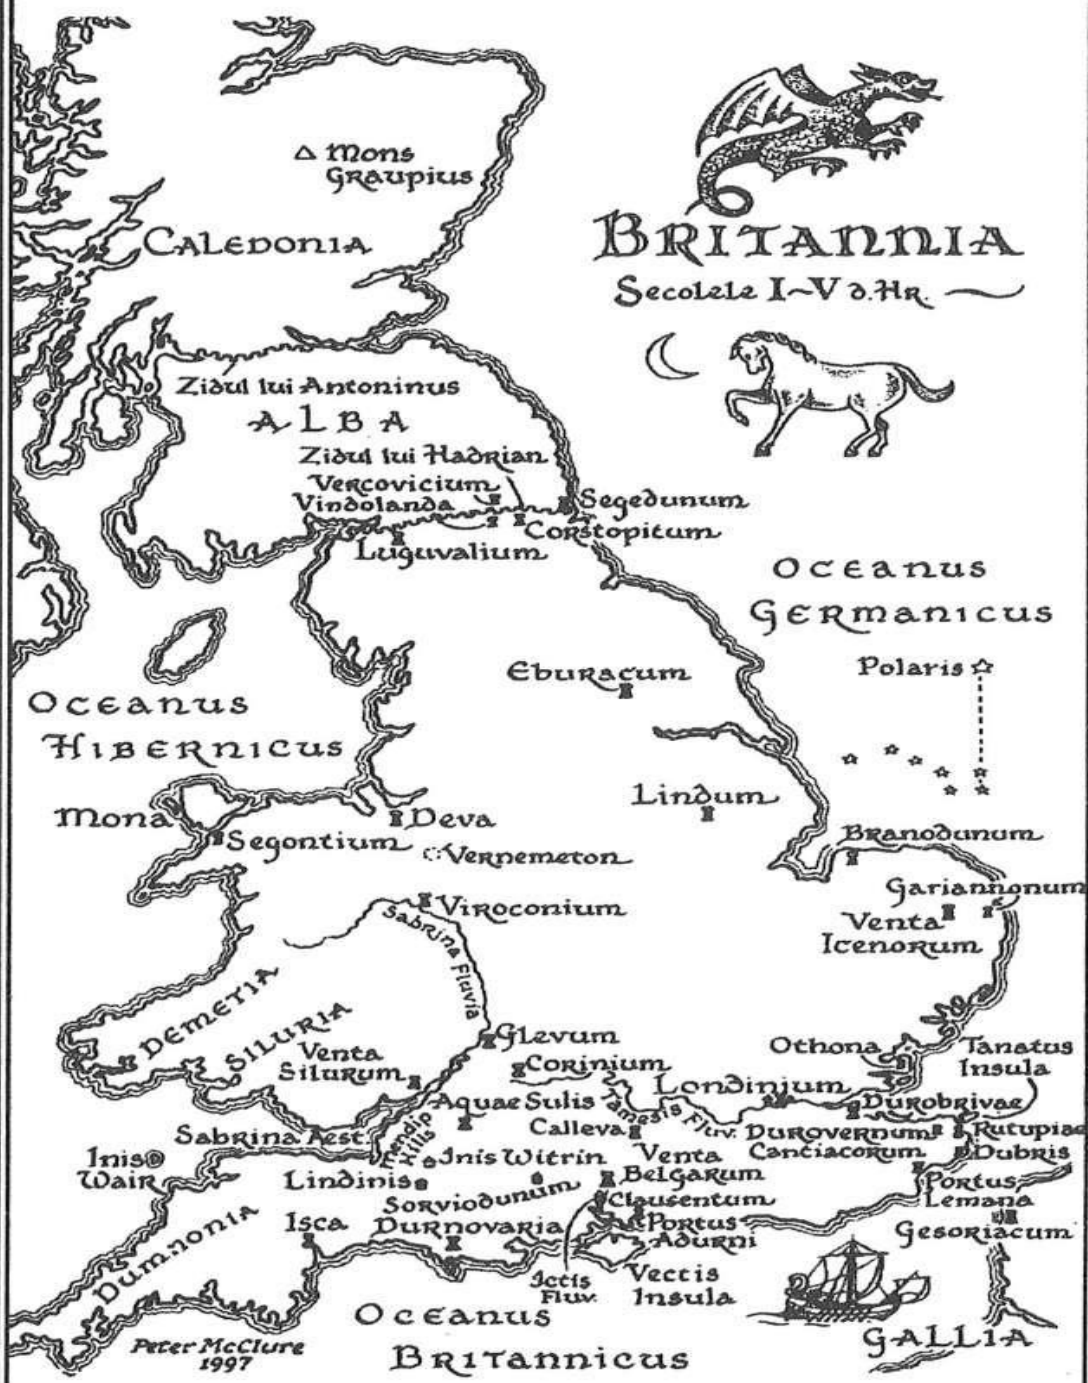 Mons
Graupius
Caledonia
Britannia
Secolele I~V d.Hr.
Zidul lui Antoninus
Alba
Zidul lui Hadrian
Vercovicium
Vindolanda
Segedunum
Corstopitum
Luguvalium
Oceanus
Germanicus
Eburacum
Polaris
Oceanus
Hibernicus
Lindum
Mona
Deva
Segontium
Branodunum
Vernemeton
Gariannonum
Viroconium
Sabrina Fluvia
Venta
Icenorum
Demetia
Siluria
Glevum
Venta
Silurum
Othona
Tanatus
Insula
Corinium
Londinium
Aquae Sulis
Tamesis Fluv.
Durobrivae
Sabrina Aest.
Mendip
Hills
Calleva
Durovernum
Cantiacorum
Rutupiae
Inis
Wair
Inis Witrin
Venta
Belgarum
Dubris
Lindinis
Sorviodunum
Clausentum
Portus
Lemana
Dumnonia
Isca
Durnovaria
Portus
Adurni
Gesoriacum
Ictis
Fluv.
Vectis
Insula
Oceanus
Britannicus
Gallia
Peter McClure
1997